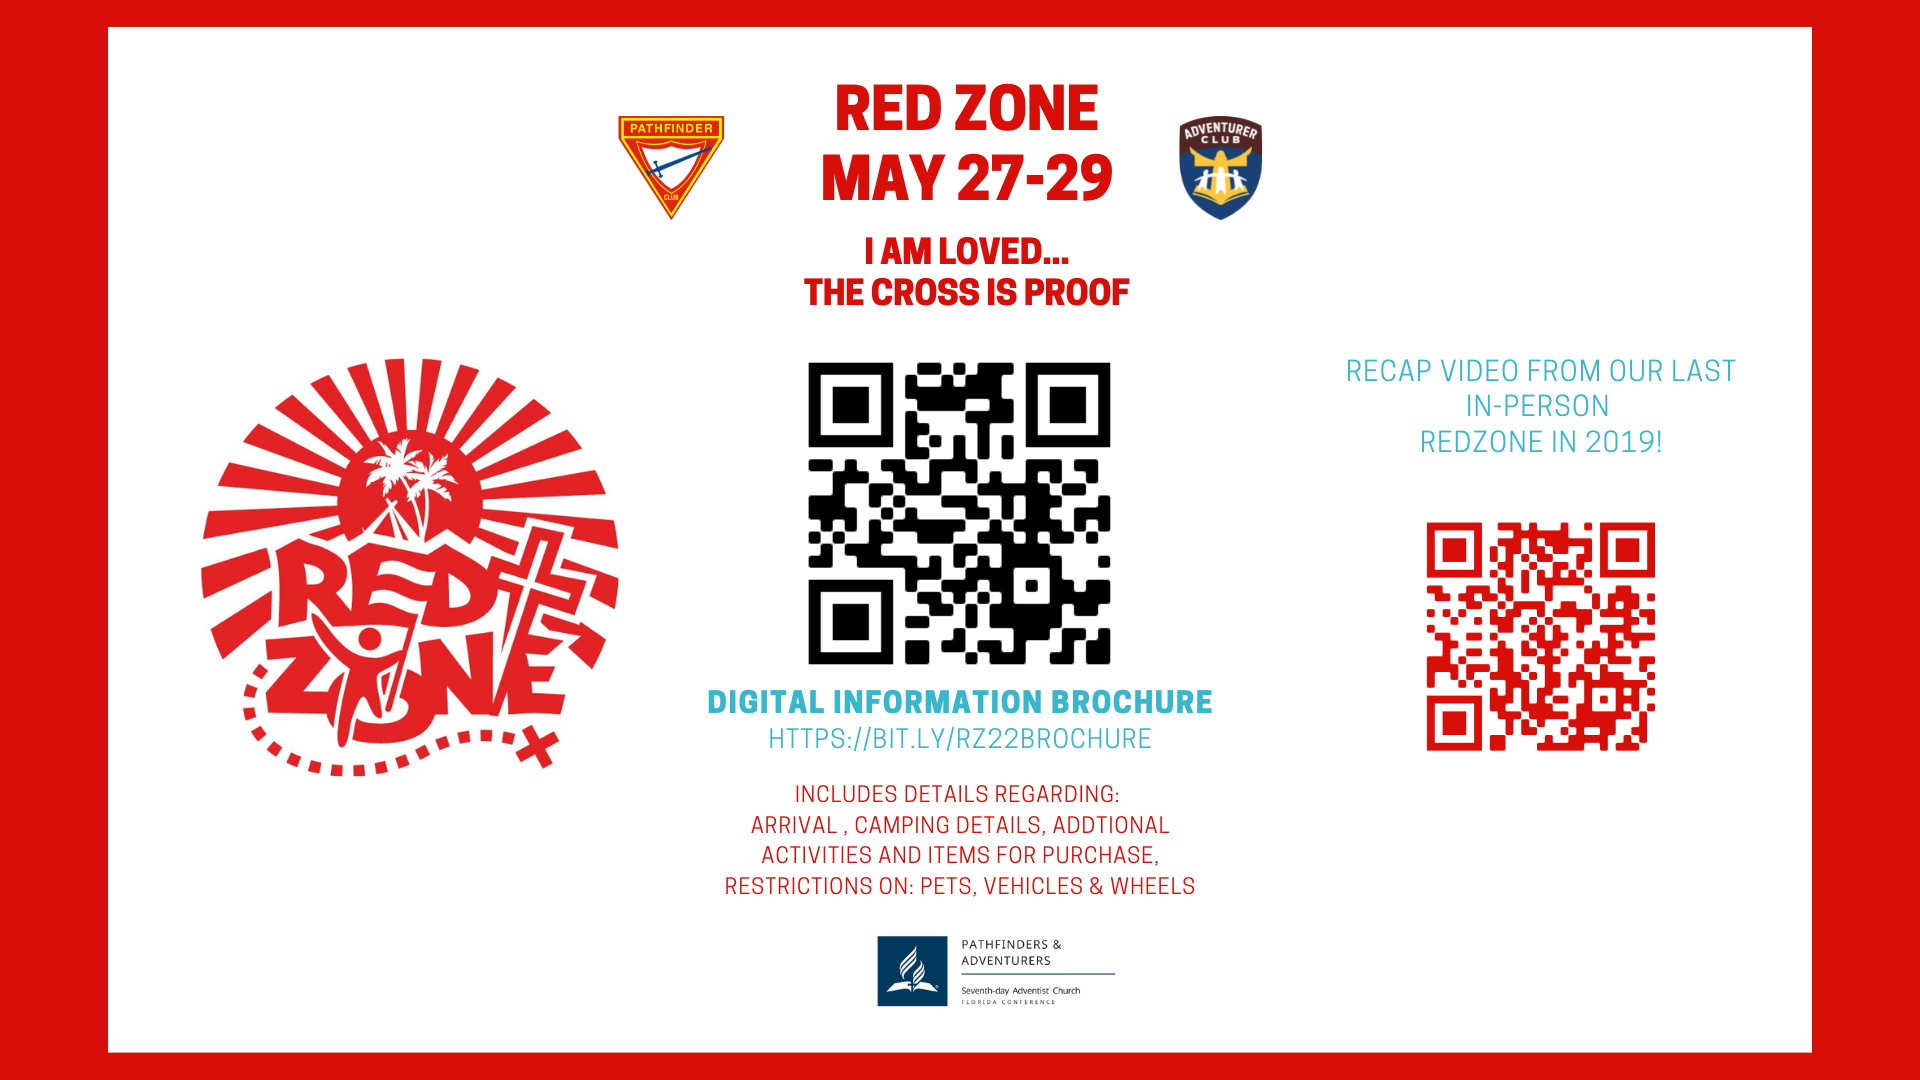 RED ZONE
MAY 27-29
PATHFINDER
CLUB
ADVENTURER
CLUB
I AM LOVED...
THE CROSS IS PROOF
RED
ZONE
RECAP VIDEO FROM OUR LAST
IN-PERSON
REDZONE IN 2019!
DIGITAL INFORMATION BROCHURE
HTTPS://BIT.LY/RZ22BROCHURE
INCLUDES DETAILS REGARDING:
ARRIVAL , CAMPING DETAILS, ADDTIONAL
ACTIVITIES AND ITEMS FOR PURCHASE,
RESTRICTIONS ON: PETS, VEHICLES & WHEELS
PATHFINDERS &
ADVENTURERS
Seventh-day Adventist Church
FLORIDA CONFERENCE